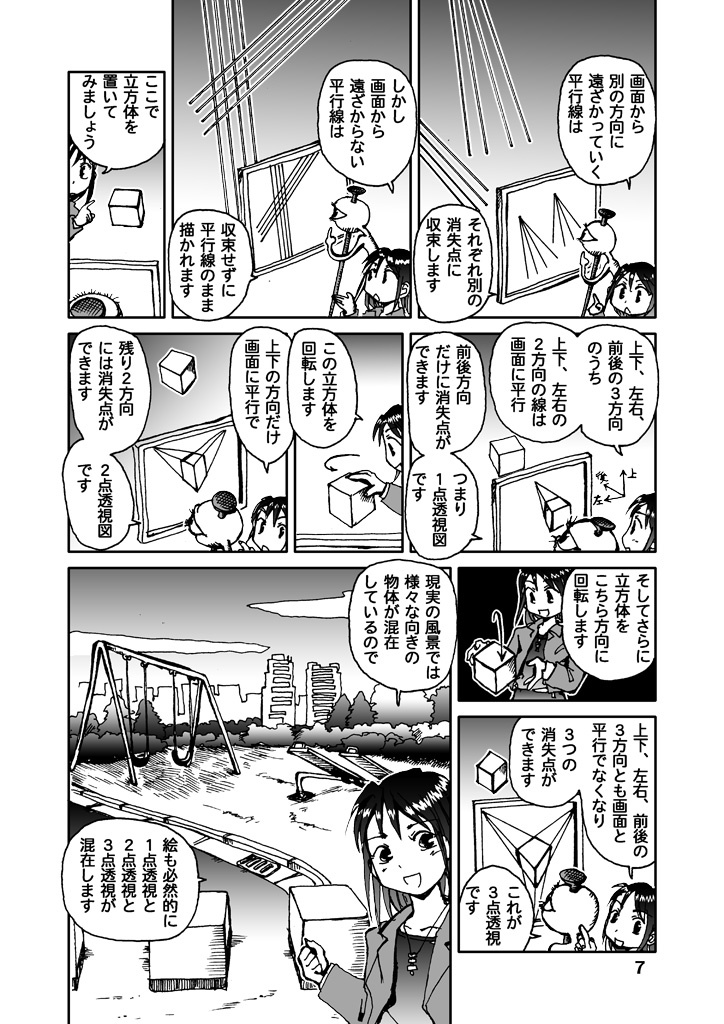 画面から
別の方向に
遠ざかっていく
平行線は
それぞれ別の
消失点に
収束します
しかし
画面から
遠ざからない
平行線は
収束せずに
平行線のまま
描かれます
ここで
立方体を
置いて
みましょう
上下、左右、
前後の3方向
のうち
上下、左右の
2方向の線は
画面に平行
上
後
左
前後方向
だけに消失点が
できます
つまり
1点透視図
です
この立方体を
回転します
上下の方向だけ
画面に平行で
残り2方向
には消失点が
できます
2点透視図
です
そしてさらに
立方体を
こちら方向に
回転します
上下、左右、前後の
3方向とも画面と
平行でなくなり
3つの
消失点が
できます
これが
3点透視
です
現実の風景では
様々な向きの
物体が混在
しているので
絵も必然的に
1点透視と
2点透視と
3点透視が
混在します
7